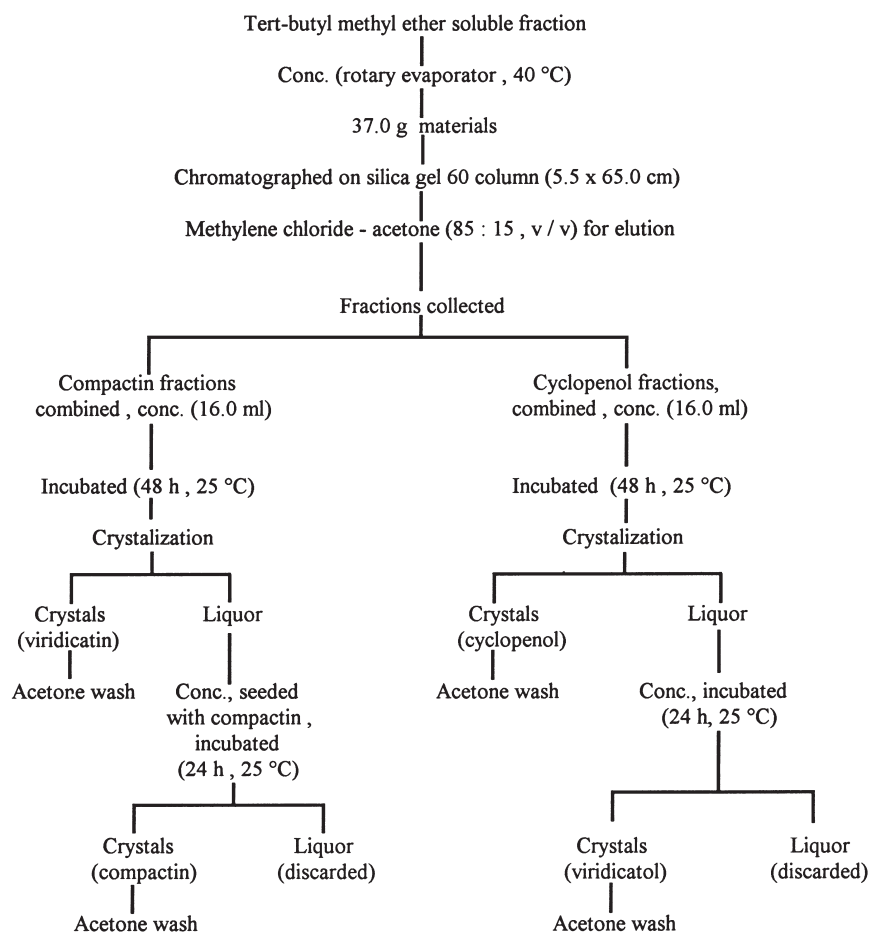 Tert-butyl methyl ether soluble fraction
Conc. (rotary evaporator , 40 °C)
37.0 g materials
Chromatographed on silica gel 60 column (5.5 x 65.0 cm)
Methylene chloride - acetone (85 : 15 , v / v) for elution
Fractions collected
Compactin fractions
combined , conc. (16.0 ml)
Incubated (48 h , 25 °C)
Crystalization
Crystals
(viridicatin)
Acetone wash
Liquor
Conc., seeded
with compactin ,
incubated
(24 h , 25 °C)
Crystals
(compactin)
Acetone wash
Liquor
(discarded)
Cyclopenol fractions,
combined , conc. (16.0 ml)
Incubated (48 h , 25 °C)
Crystalization
Crystals
(cyclopenol)
Acetone wash
Liquor
Conc., incubated
(24 h, 25 °C)
Crystals
(viridicatol)
Acetone wash
Liquor
(discarded)